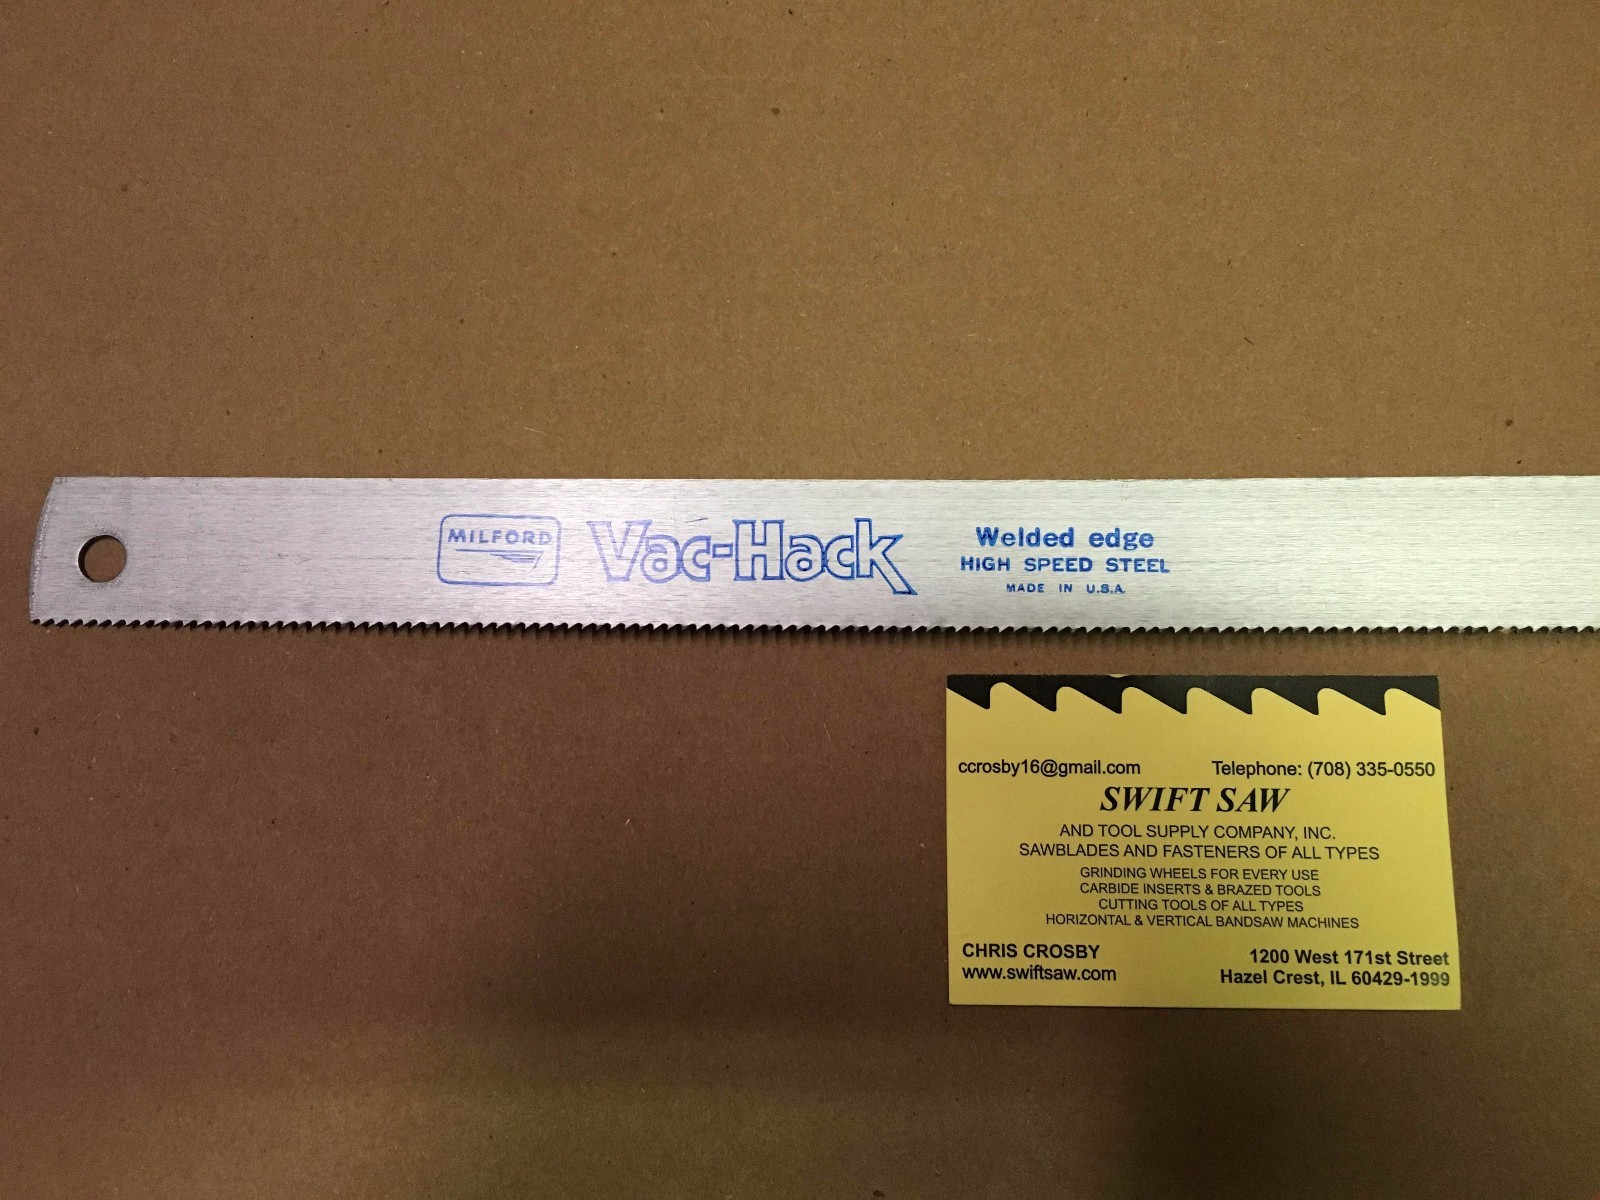 MILFORD
Vac-Hack
Welded edge
HIGH SPEED STEEL
MADE IN U.S.A.
ccrosby16@gmail.com Telephone: (708) 335-0550
SWIFT SAW
AND TOOL SUPPLY COMPANY, INC.
SAWBLADES AND FASTENERS OF ALL TYPES
GRINDING WHEELS FOR EVERY USE
CARBIDE INSERTS & BRAZED TOOLS
CUTTING TOOLS OF ALL TYPES
HORIZONTAL & VERTICAL BANDSAW MACHINES
CHRIS CROSBY 1200 West 171st Street
www.swiftsaw.com Hazel Crest, IL 60429-1999